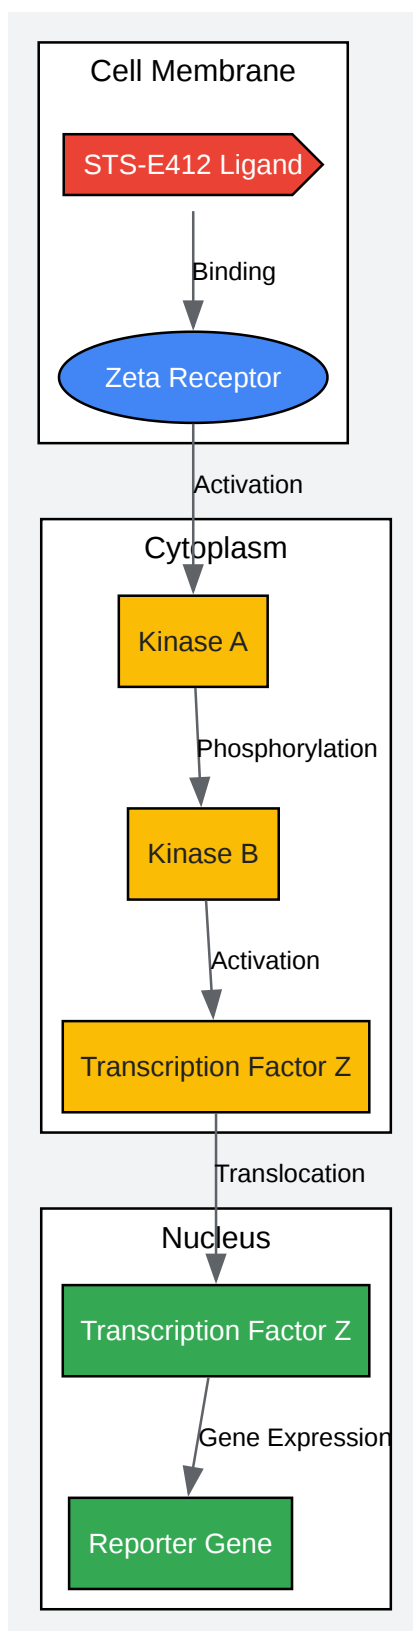 Cell Membrane
STS-E412 Ligand
Binding
Zeta Receptor
Activation
Cytoplasm
Kinase A
Phosphorylation
Kinase B
Activation
Transcription Factor Z
Translocation
Nucleus
Transcription Factor Z
Gene Expression
Reporter Gene